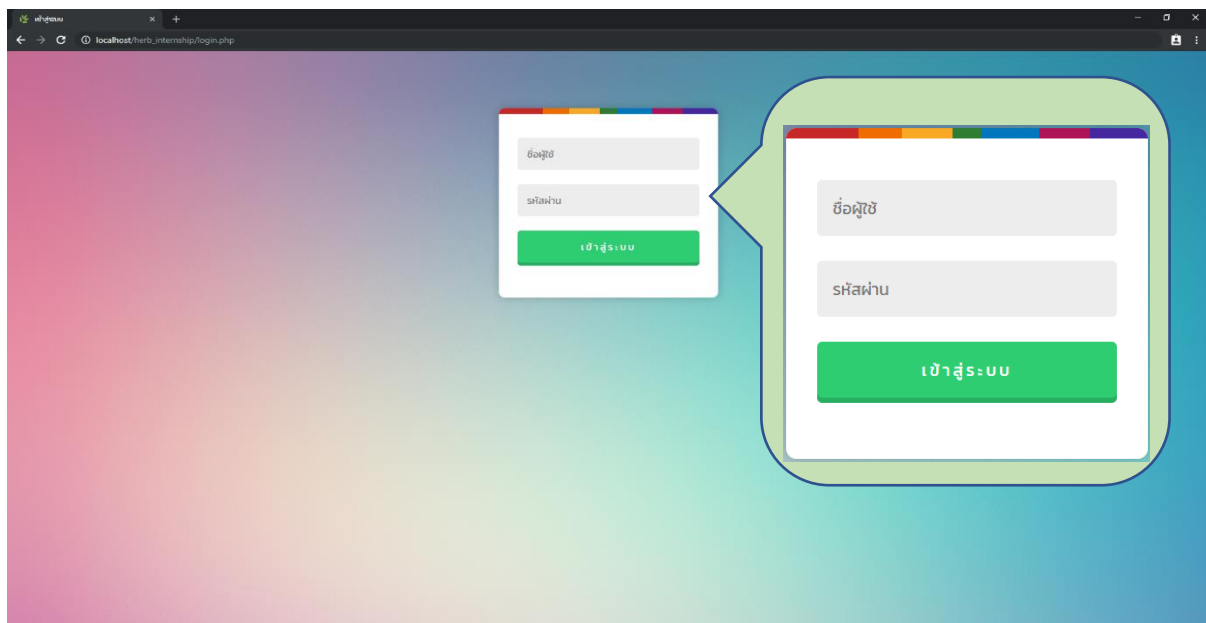 เข้าสู่ระบบ
localhost/herb_internship/login.php
ชื่อผู้ใช้
รหัสผ่าน
เข้าสู่ระบบ
ชื่อผู้ใช้
รหัสผ่าน
เข้าสู่ระบบ